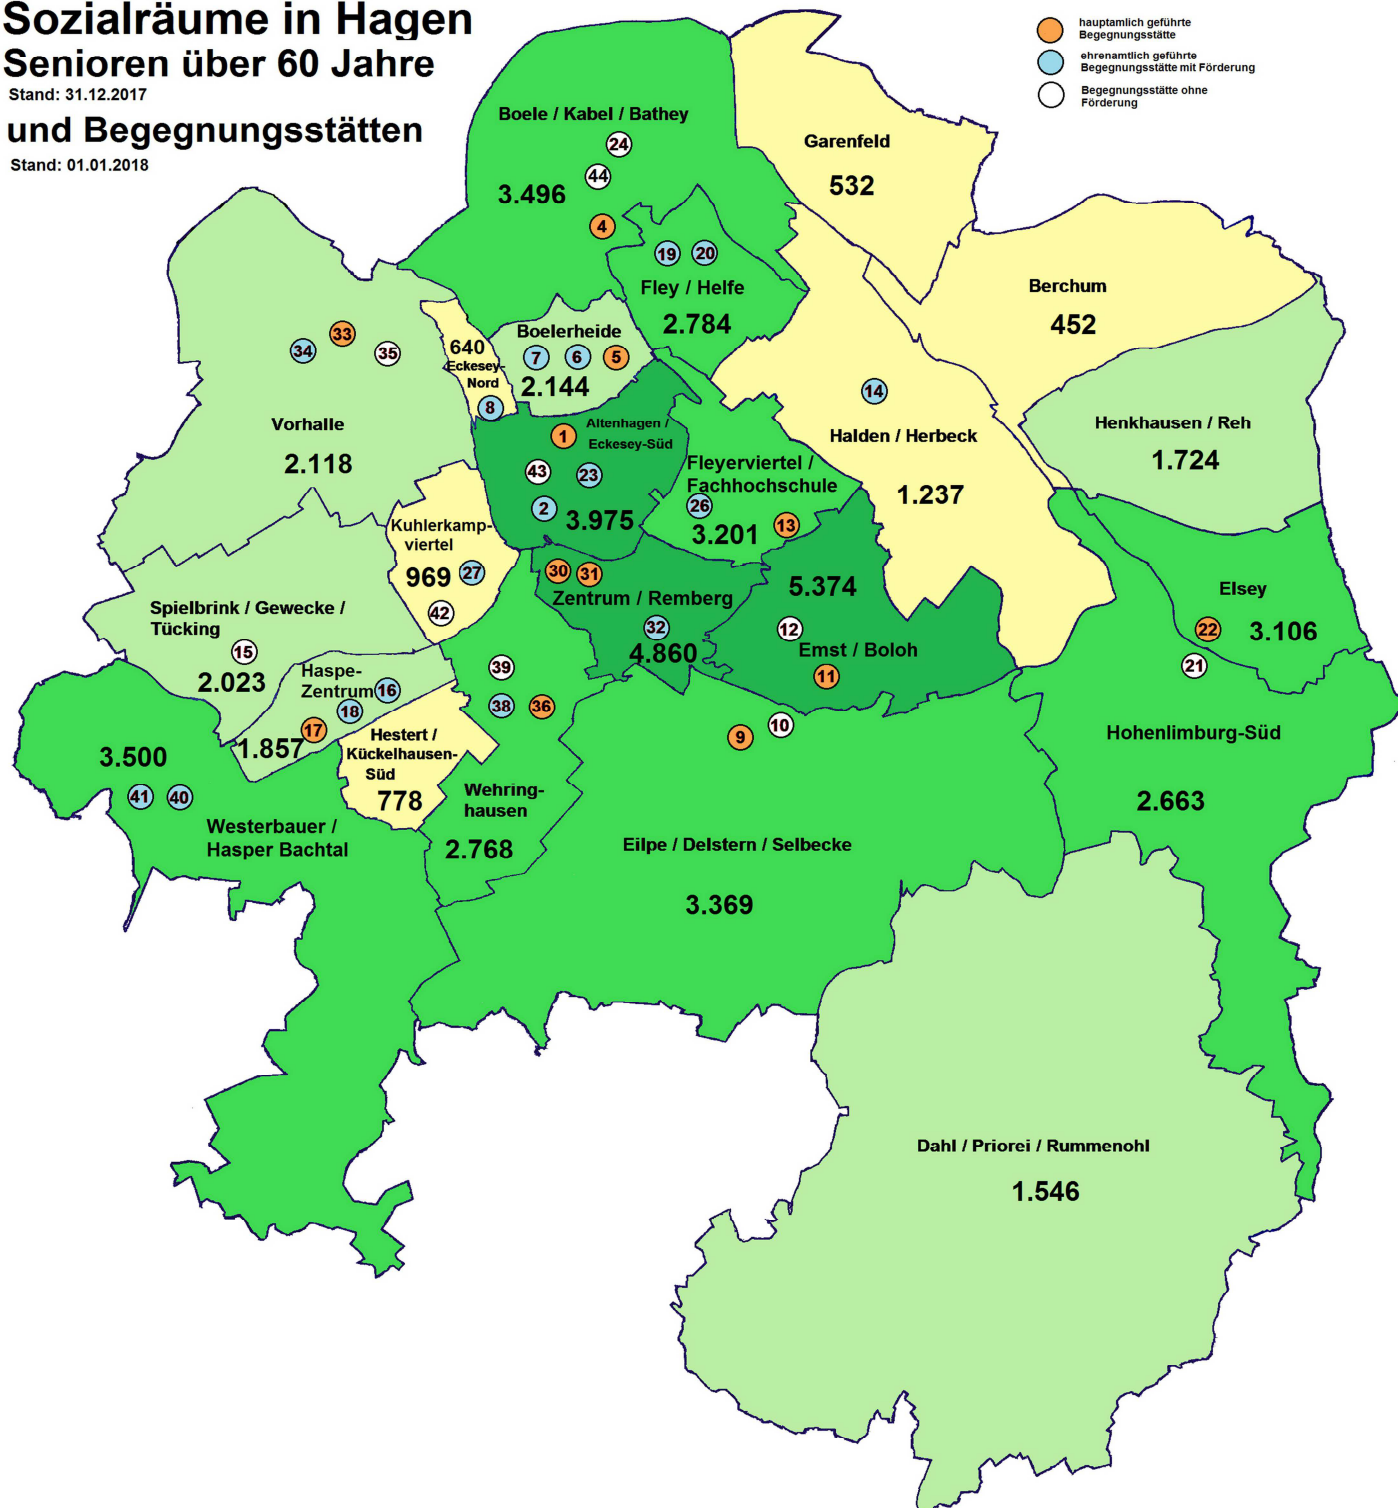 Sozialräume in Hagen
Senioren über 60 Jahre
Stand: 31.12.2017
und Begegnungsstätten
Stand: 01.01.2018
hauptamlich geführte
Begegnungsstätte
ehrenamtlich geführte
Begegnungsstätte mit Förderung
Begegnungsstätte ohne
Förderung
Boele / Kabel / Bathey
24
44
3.496
4
Garenfeld
532
19 20
Fley / Helfe
2.784
Berchum
452
33
34
35
Vorhalle
2.118
640
Eckesey-
Nord
8
Boelerheide
7 6 5
2.144
14
Halden / Herbeck
1.237
Henkhausen / Reh
1.724
1
Altenhagen /
Eckesey-Süd
43
23
2
3.975
Fleyerviertel /
Fachhochschule
26
3.201
13
Kuhlerkamp-
viertel
969
27
42
30 31
Zentrum / Remberg
32
4.860
5.374
12
Emst / Boloh
11
Elsey
22
3.106
21
Spielbrink / Gewecke /
Tücking
15
2.023
Haspe-
Zentrum
16
18
17
1.857
39
38 36
Wehring-
hausen
2.768
Hestert /
Kückelhausen-
Süd
778
3.500
41 40
Westerbauer /
Hasper Bachtal
9
10
Eilpe / Delstern / Selbecke
3.369
Hohenlimburg-Süd
2.663
Dahl / Priorei / Rummenohl
1.546